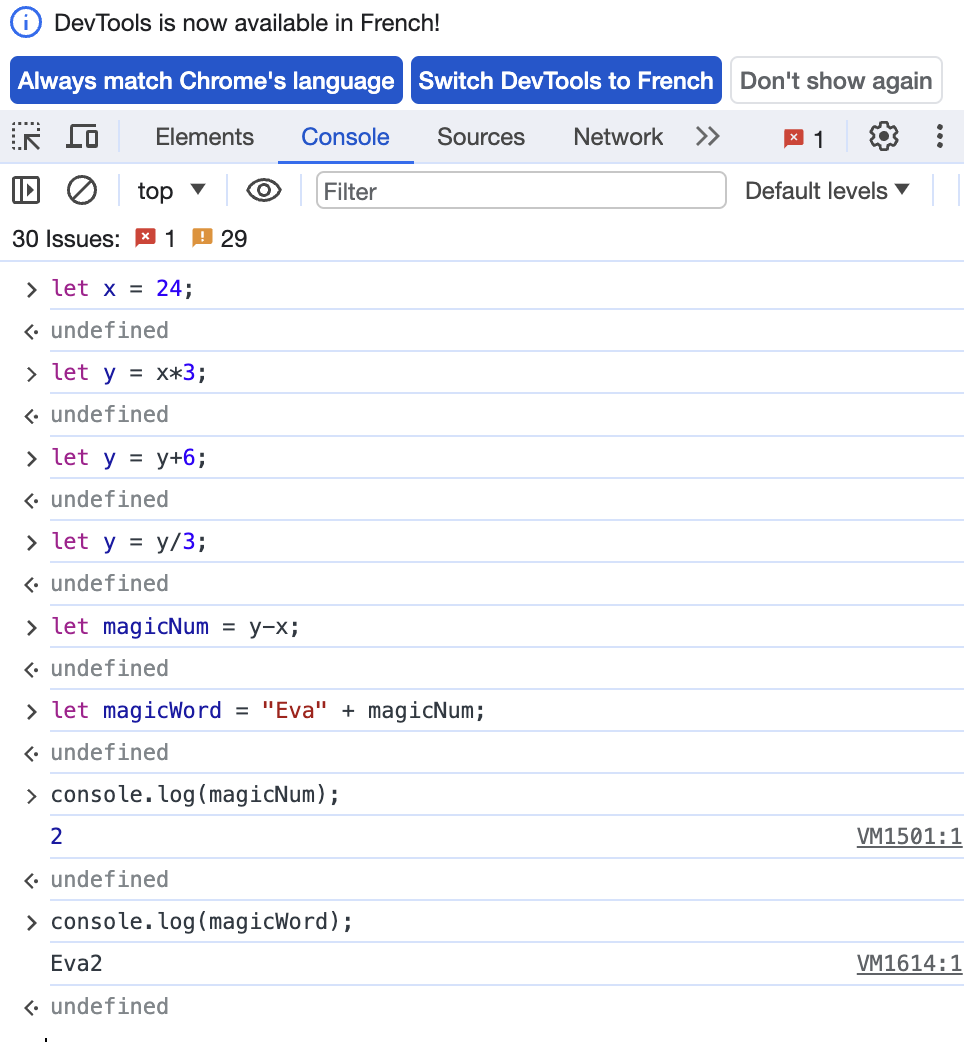 DevTools is now available in French!
Always match Chrome's language Switch DevTools to French Don't show again
Elements Console Sources Network 1
top Filter Default levels
30 Issues: 1 29
let x = 24;
undefined
let y = x*3;
undefined
let y = y+6;
undefined
let y = y/3;
undefined
let magicNum = y-x;
undefined
let magicWord = "Eva" + magicNum;
undefined
console.log(magicNum);
2 VM1501:1
undefined
console.log(magicWord);
Eva2 VM1614:1
undefined